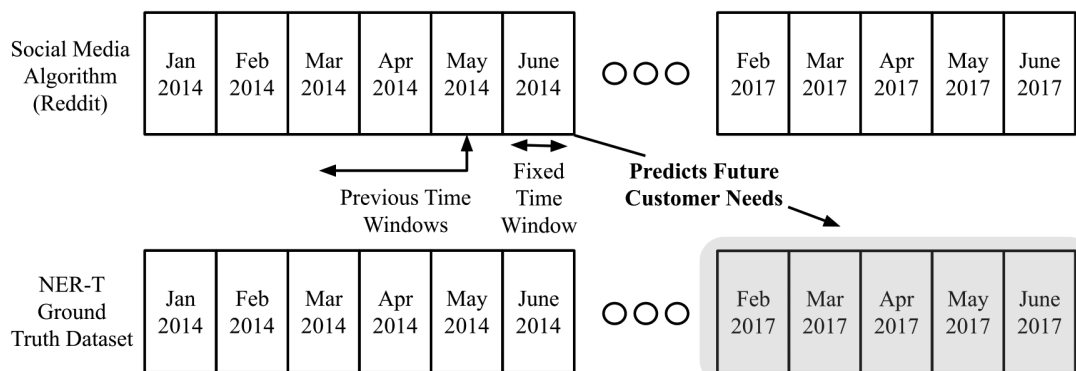 Social Media
Algorithm
(Reddit)
Jan
2014
Feb
2014
Mar
2014
Apr
2014
May
2014
June
2014
Feb
2017
Mar
2017
Apr
2017
May
2017
June
2017
Previous Time
Windows
Fixed
Time
Window
Predicts Future
Customer Needs
NER-T
Ground
Truth Dataset
Jan
2014
Feb
2014
Mar
2014
Apr
2014
May
2014
June
2014
Feb
2017
Mar
2017
Apr
2017
May
2017
June
2017